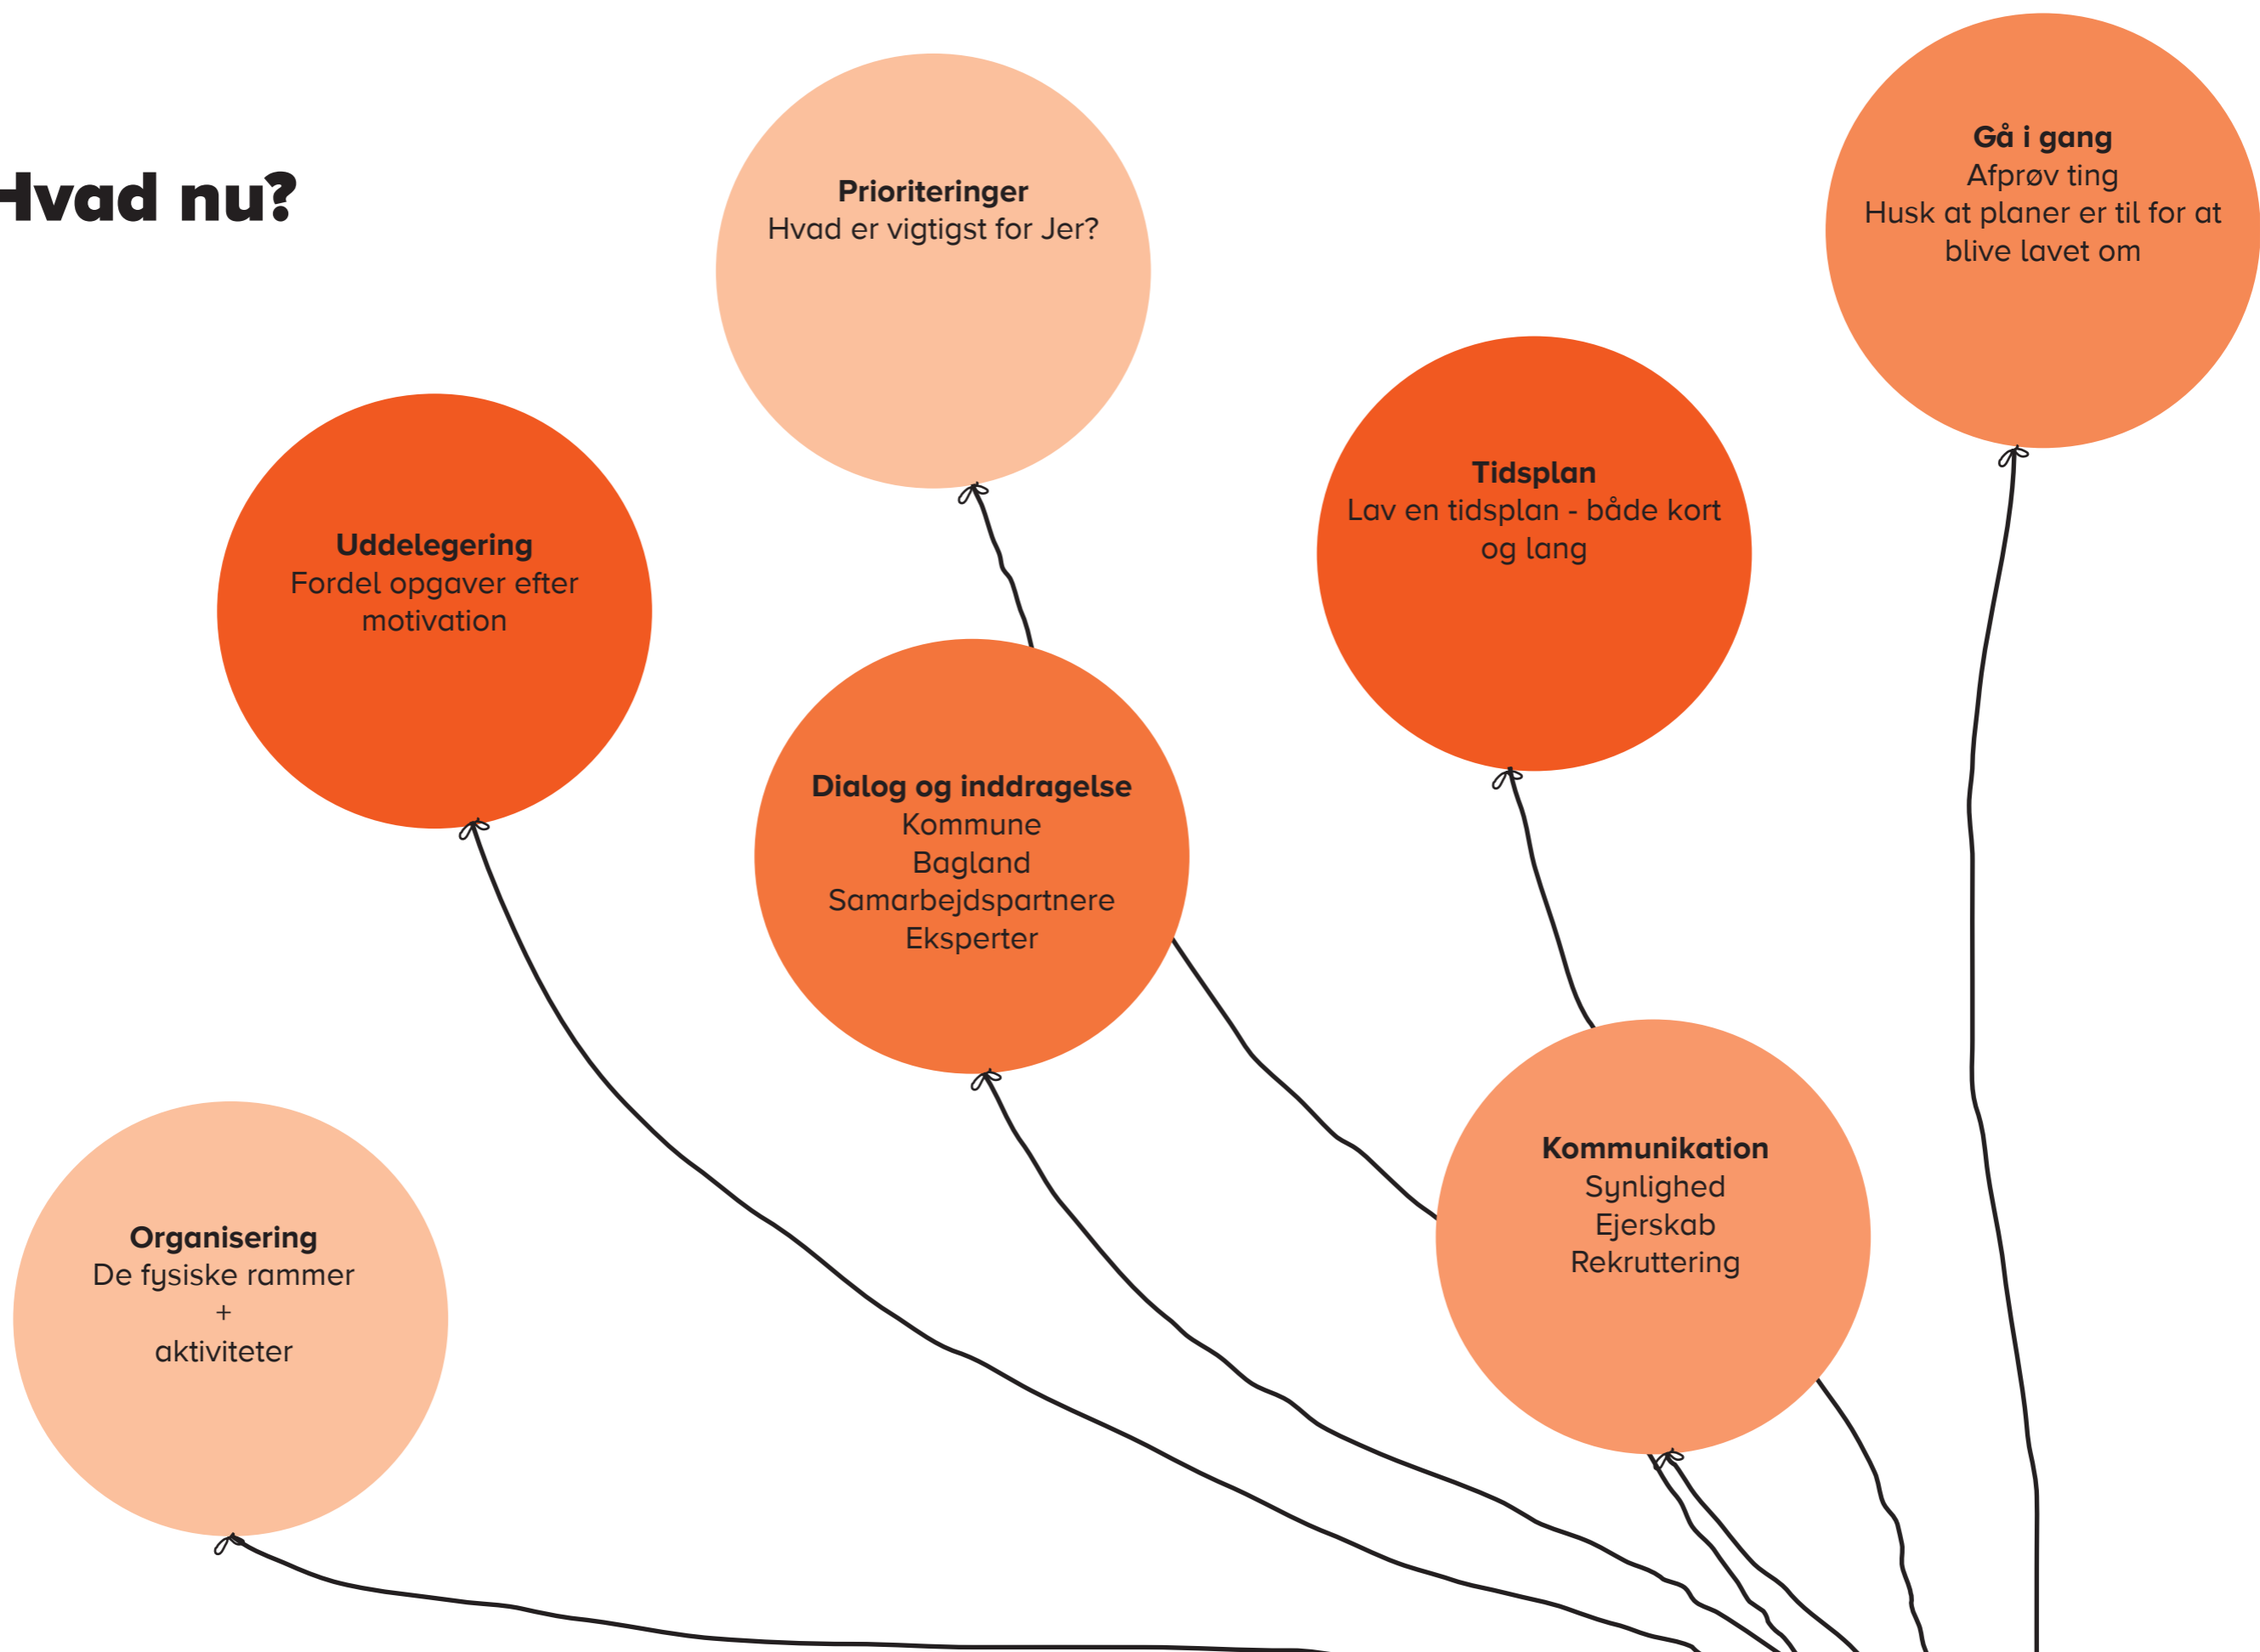 Hvad nu?
Prioriteringer
Hvad er vigtigst for Jer?
Gå i gang
Afprøv ting
Husk at planer er til for at
blive lavet om
Tidsplan
Lav en tidsplan - både kort
og lang
Uddelegering
Fordel opgaver efter
motivation
Dialog og inddragelse
Kommune
Bagland
Samarbejdspartnere
Eksperter
Kommunikation
Synlighed
Ejerskab
Rekruttering
Organisering
De fysiske rammer
+
aktiviteter